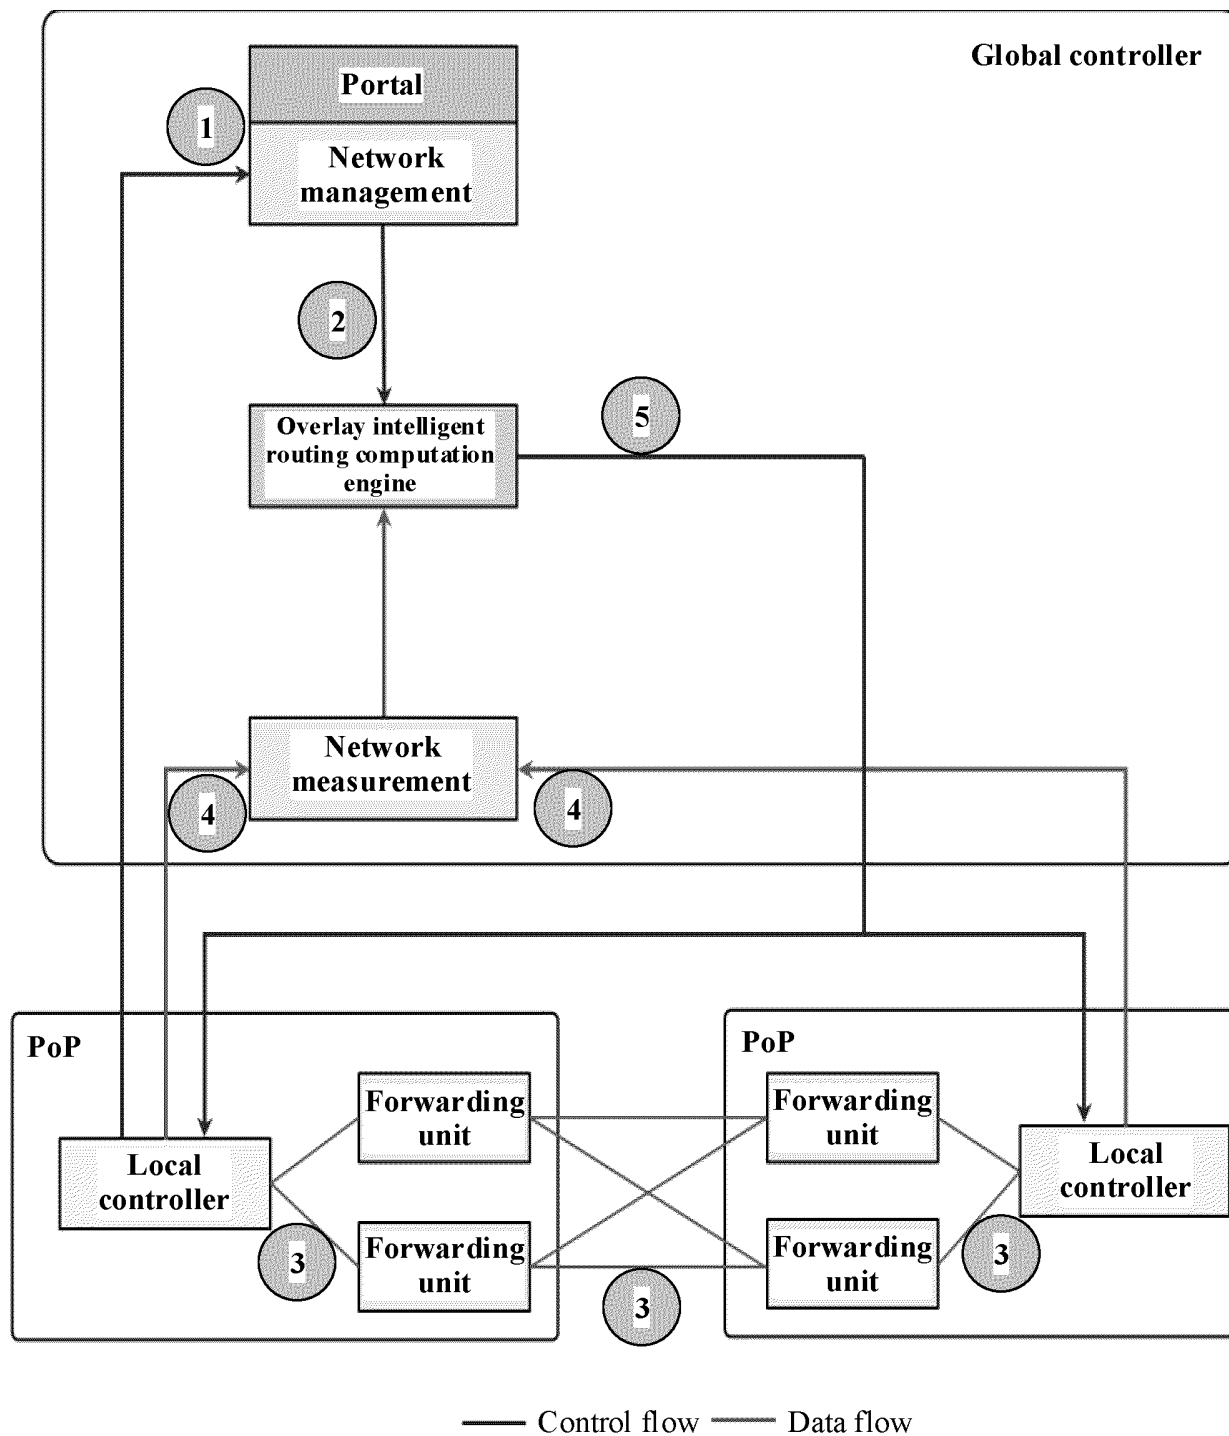 Global controller
Portal
1
Network
management
2
5
Overlay intelligent
routing computation
engine
Network
measurement
4
4
PoP
PoP
Forwarding
unit
Forwarding
unit
Local
controller
Local
controller
Forwarding
unit
Forwarding
unit
3
3
3
Control flow
Data flow